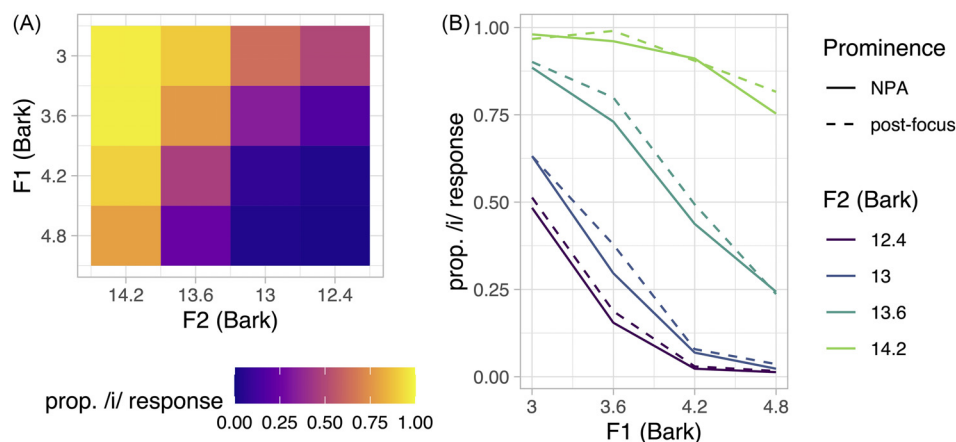 (A)
3
3.6
4.2
4.8
F1 (Bark)
14.2 13.6 13 12.4
F2 (Bark)
prop. /i/ response
0.00 0.25 0.50 0.75 1.00
(B)
1.00
0.75
0.50
0.25
0.00
prop. /i/ response
3 3.6 4.2 4.8
F1 (Bark)
Prominence
NPA
post-focus
F2 (Bark)
12.4
13
13.6
14.2